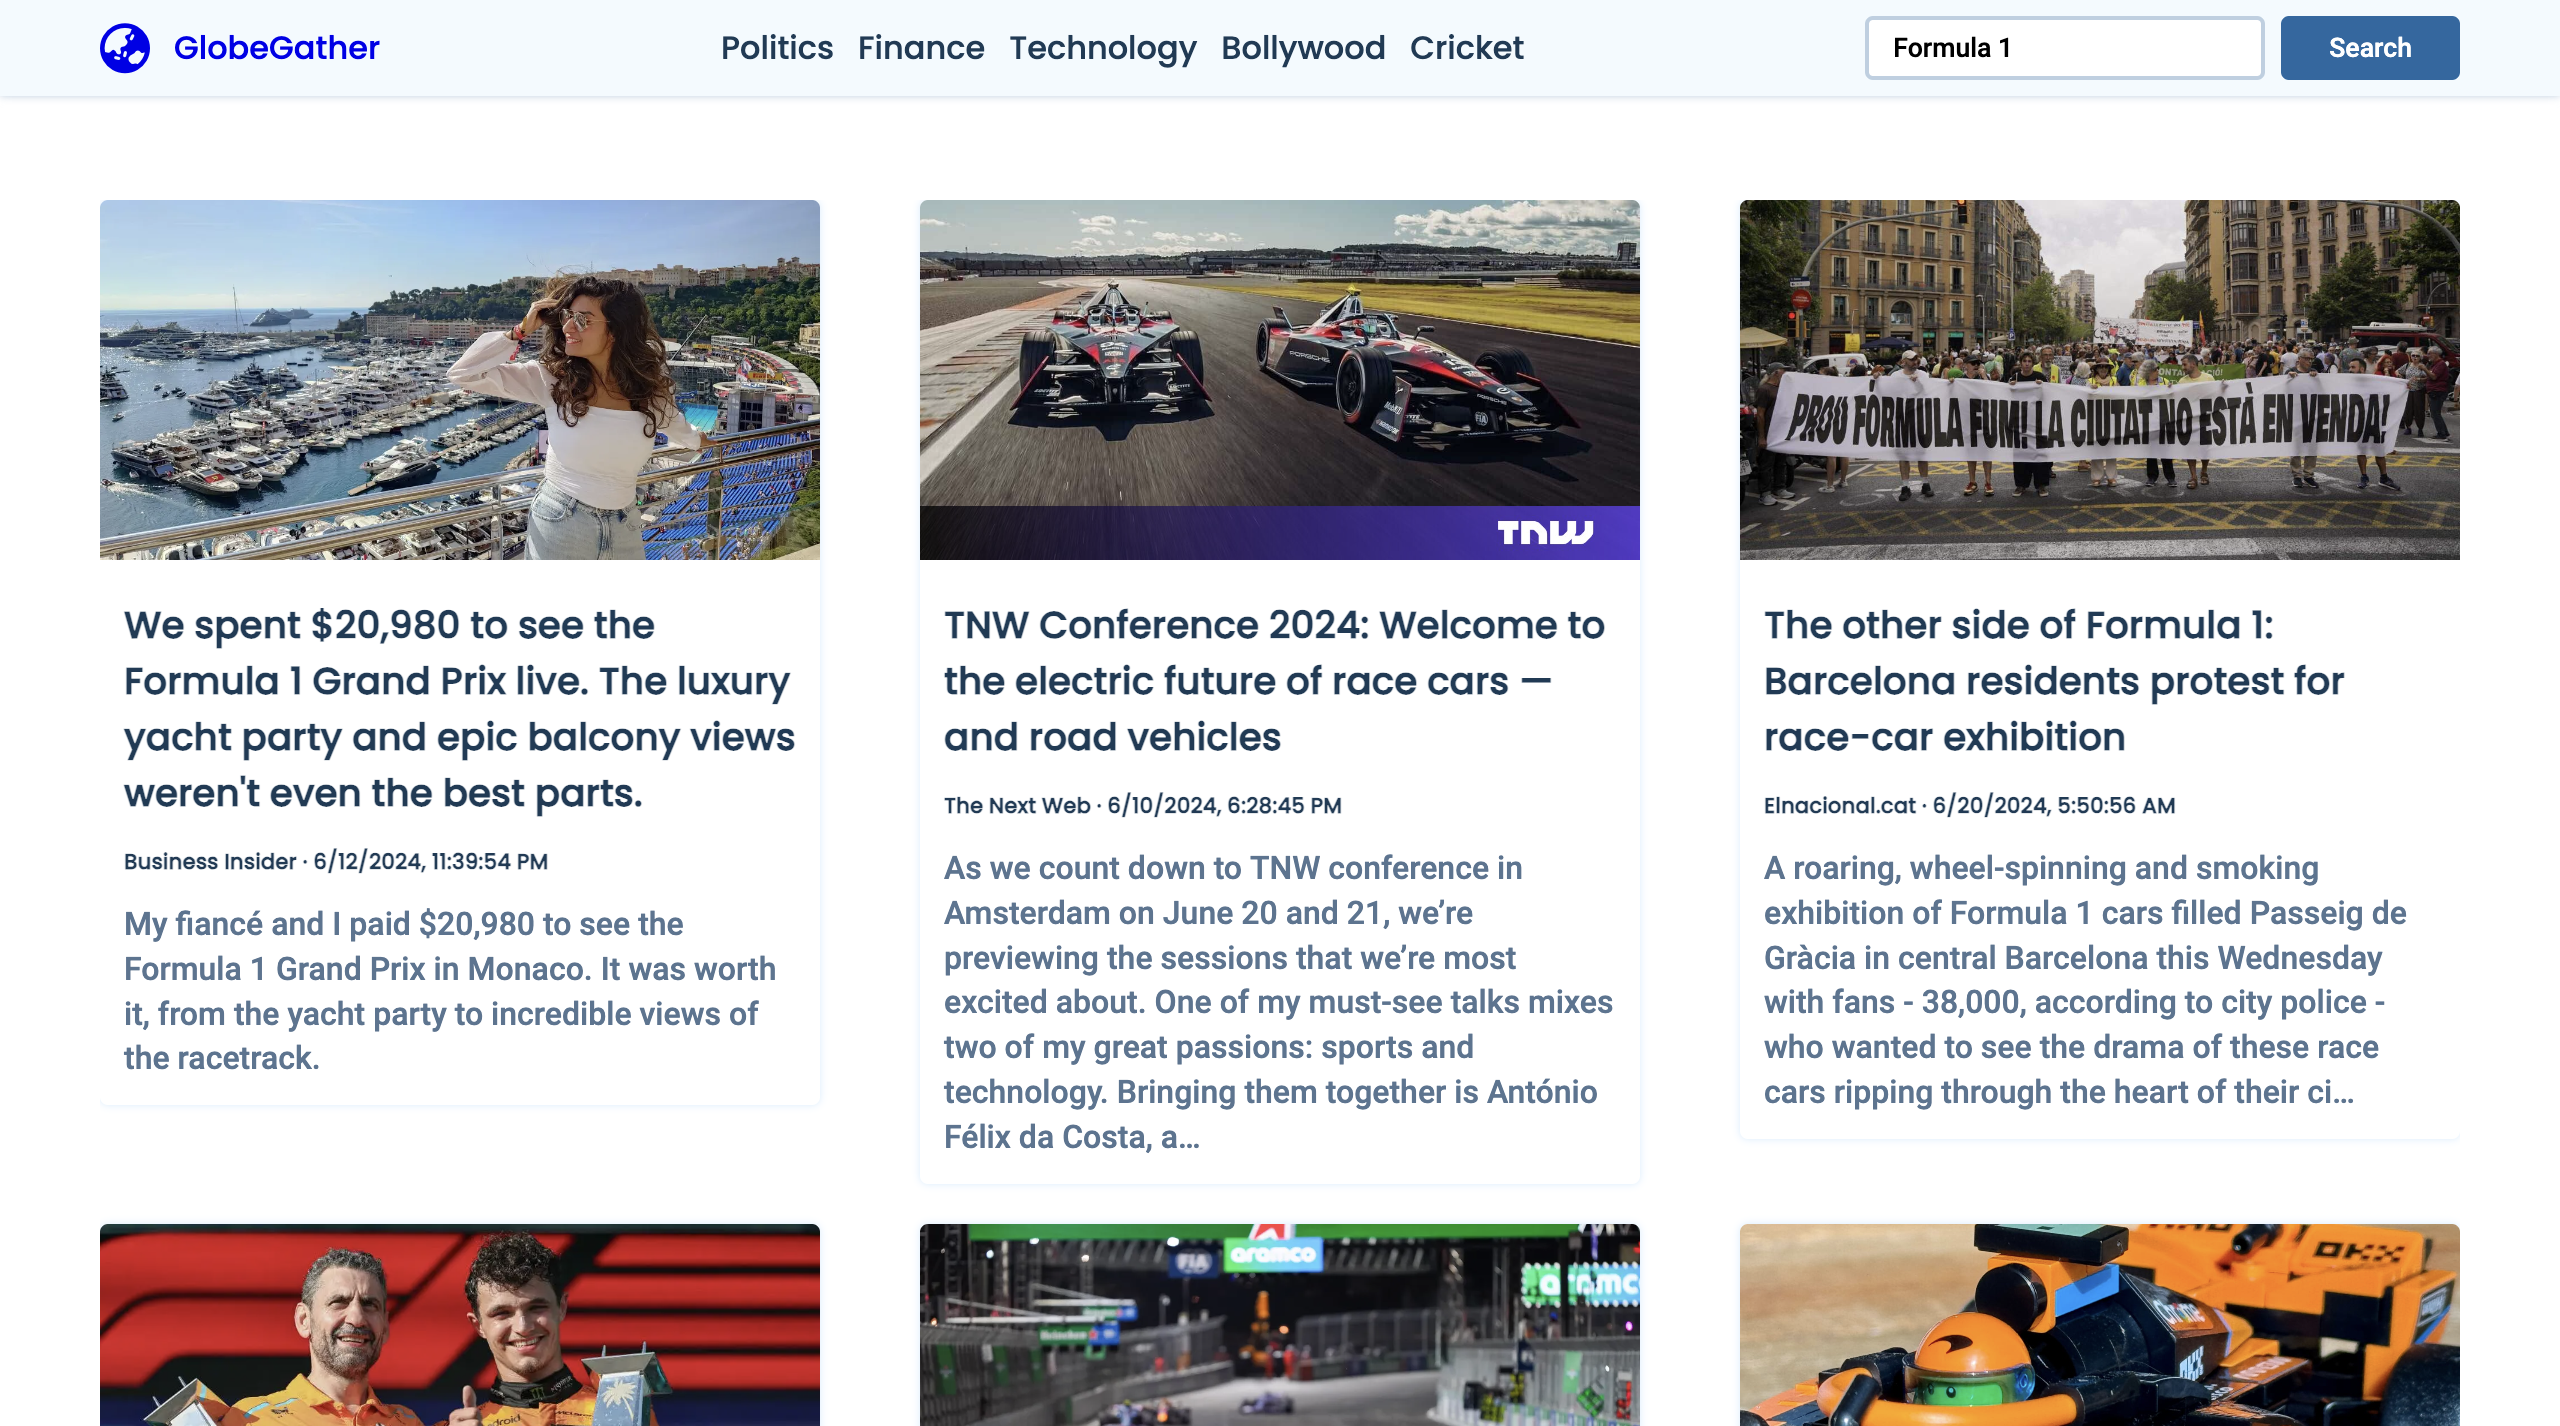 GlobeGather
Politics Finance Technology Bollywood Cricket
Formula 1
Search
PROU FÓRMULA FUM! LA CIUTAT NO ESTÀ EN VENDA!
PORSCHE
TNW
We spent $20,980 to see the
Formula 1 Grand Prix live. The luxury
yacht party and epic balcony views
weren't even the best parts.
Business Insider · 6/12/2024, 11:39:54 PM
My fiancé and I paid $20,980 to see the
Formula 1 Grand Prix in Monaco. It was worth
it, from the yacht party to incredible views of
the racetrack.
TNW Conference 2024: Welcome to
the electric future of race cars —
and road vehicles
The Next Web · 6/10/2024, 6:28:45 PM
As we count down to TNW conference in
Amsterdam on June 20 and 21, we’re
previewing the sessions that we’re most
excited about. One of my must-see talks mixes
two of my great passions: sports and
technology. Bringing them together is António
Félix da Costa, a…
The other side of Formula 1:
Barcelona residents protest for
race-car exhibition
Elnacional.cat · 6/20/2024, 5:50:56 AM
A roaring, wheel-spinning and smoking
exhibition of Formula 1 cars filled Passeig de
Gràcia in central Barcelona this Wednesday
with fans - 38,000, according to city police -
who wanted to see the drama of these race
cars ripping through the heart of their ci…
FIA
aramco
Heineken
android
OKX
Chrome
OKX